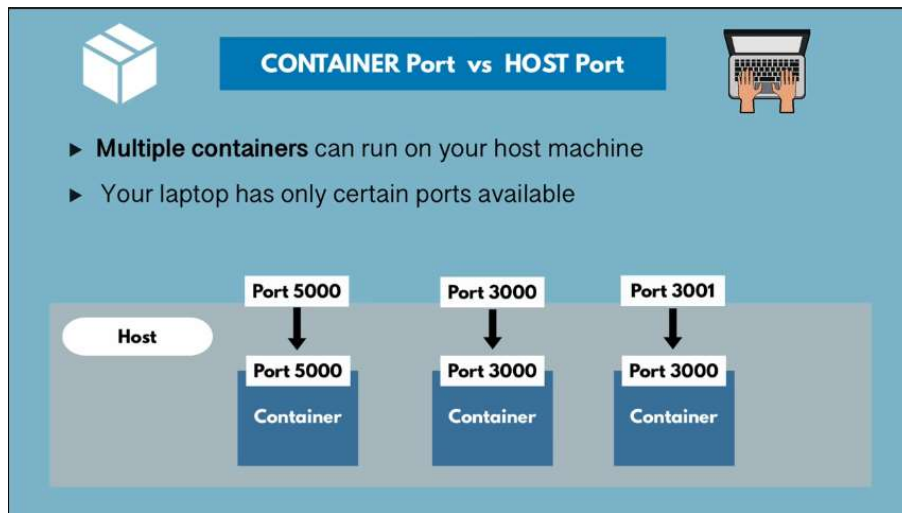 CONTAINER Port vs HOST Port
Multiple containers can run on your host machine
Your laptop has only certain ports available
Port 5000
Port 3000
Port 3001
Host
Port 5000
Port 3000
Port 3000
Container
Container
Container